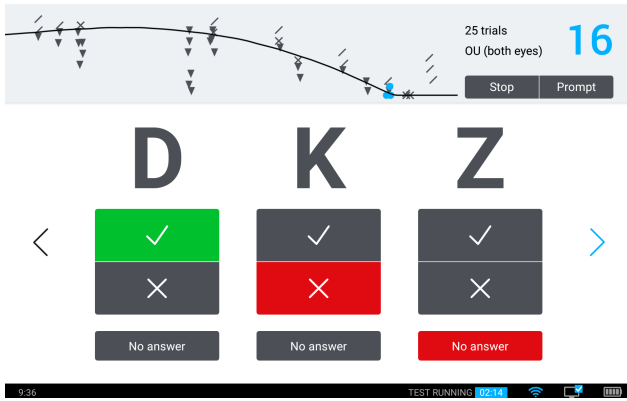 25 trials
OU (both eyes)
16
Stop Prompt
D K Z
No answer No answer No answer
9:36 TEST RUNNING 02:14